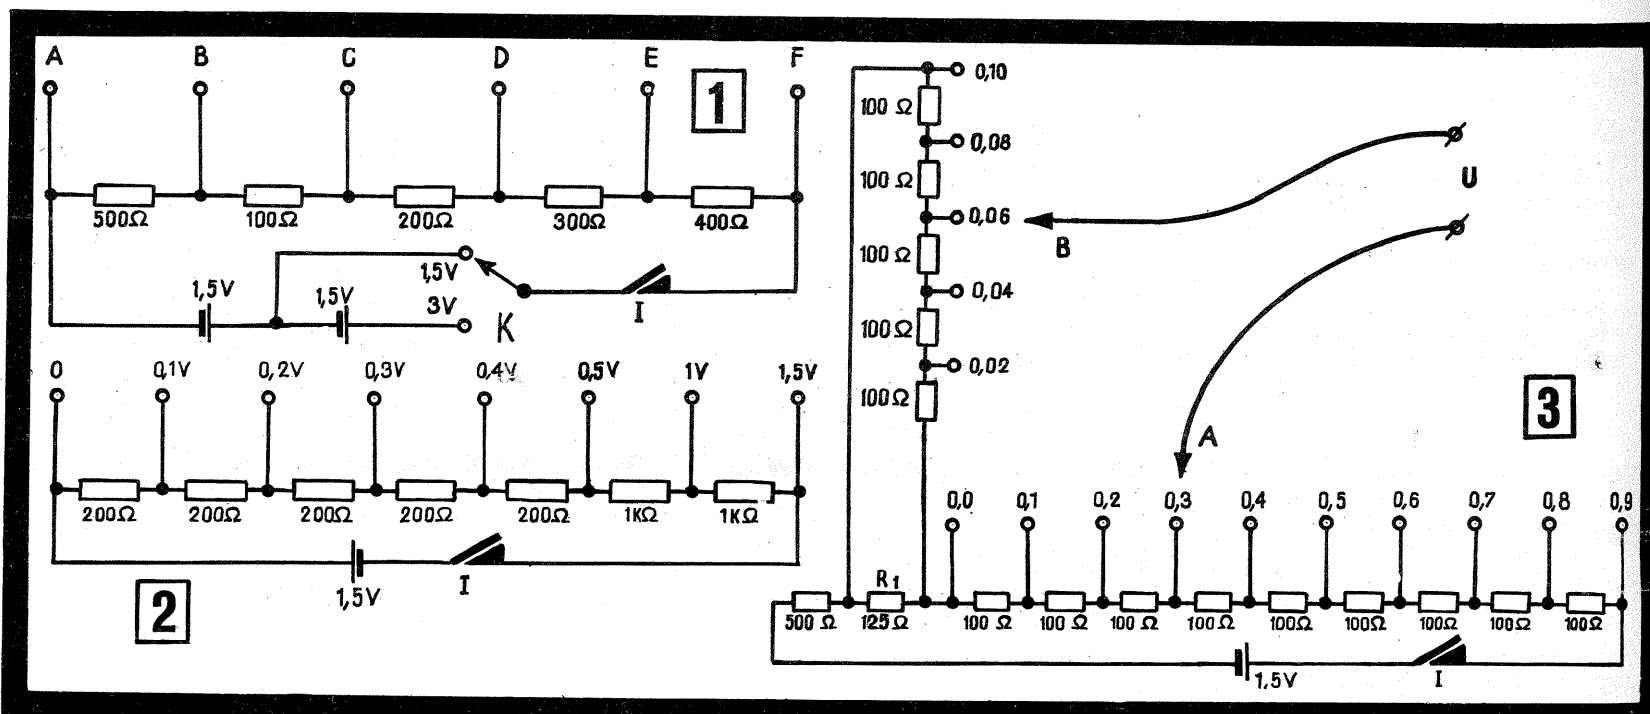 A B C D E F
1
500Ω 100Ω 200Ω 300Ω 400Ω
1,5V
1,5V 1,5V
3V K I
0 0,1V 0,2V 0,3V 0,4V 0,5V 1V 1,5V
200Ω 200Ω 200Ω 200Ω 200Ω 1KΩ 1KΩ
1,5V I
2
0,10
100 Ω
0,08
100 Ω
0,06
100 Ω
0,04
100 Ω
0,02
100 Ω
B
U
A
3
0,0 0,1 0,2 0,3 0,4 0,5 0,6 0,7 0,8 0,9
R1
500 Ω 125Ω 100 Ω 100 Ω 100 Ω 100 Ω 100Ω 100Ω 100Ω 100Ω 100Ω
1,5V I